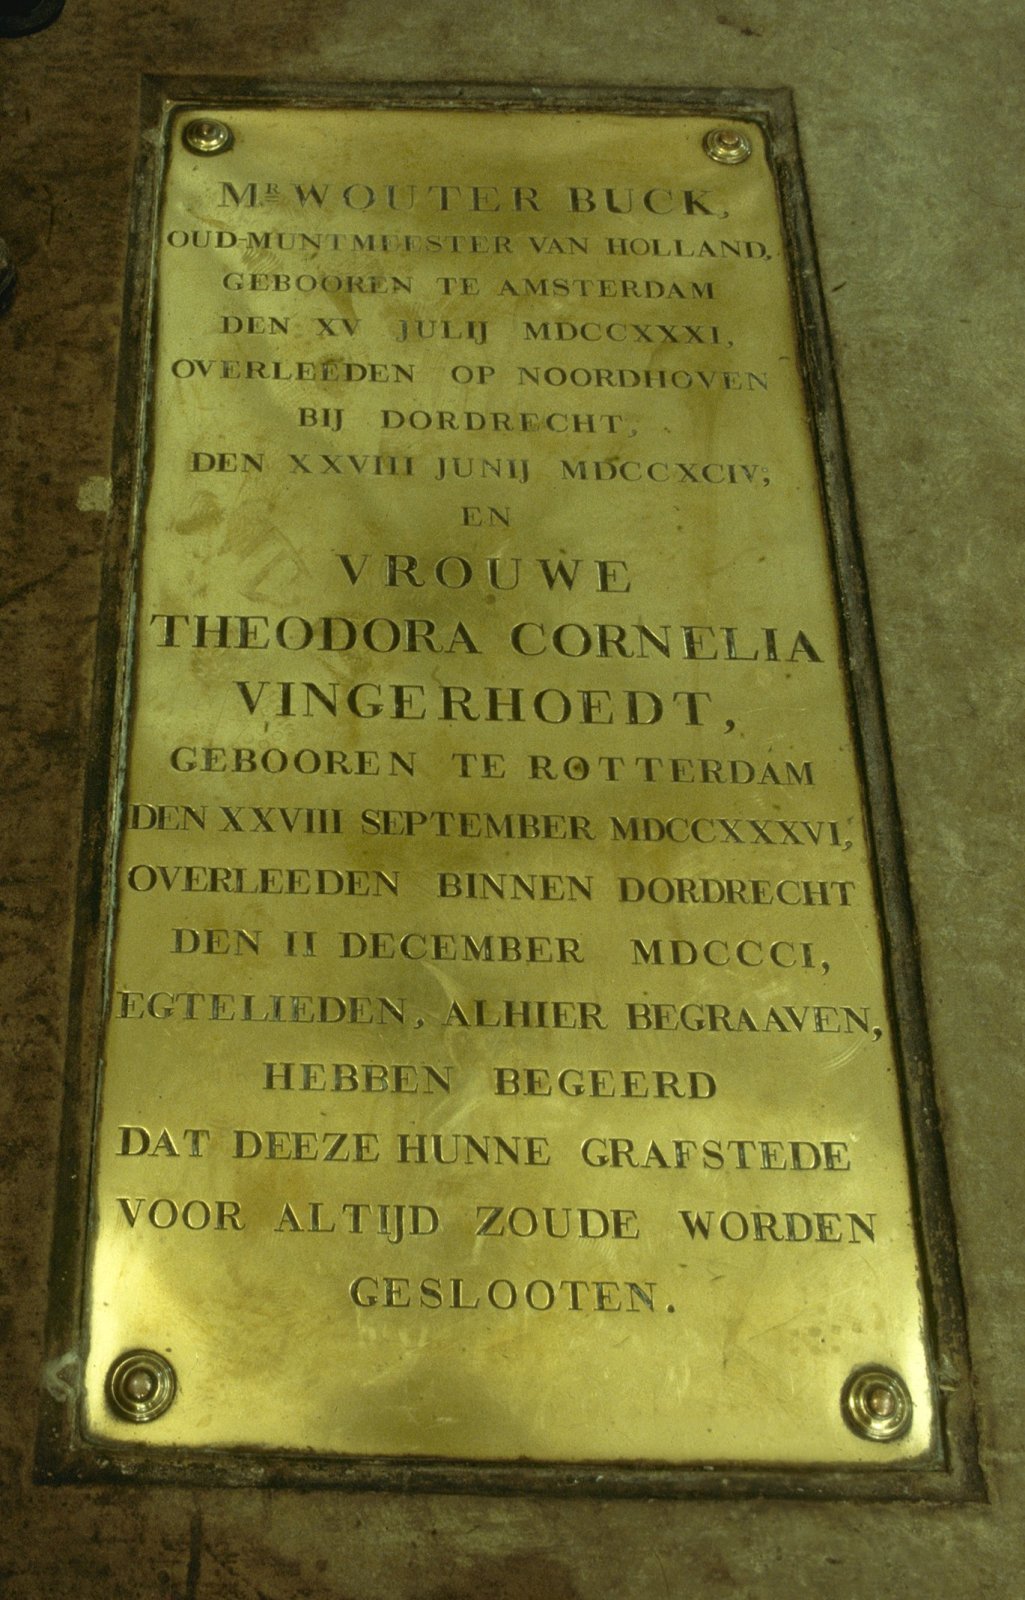 MR WOUTER BUCK,
OUD-MUNTMEESTER VAN HOLLAND,
GEBOOREN TE AMSTERDAM
DEN XV JULIJ MDCCXXXI,
OVERLEEDEN OP NOORDHOVEN
BIJ DORDRECHT,
DEN XXVIII JUNIJ MDCCXCIV;
EN
VROUWE
THEODORA CORNELIA
VINGERHOEDT,
GEBOOREN TE ROTTERDAM
DEN XXVIII SEPTEMBER MDCCXXXVI,
OVERLEEDEN BINNEN DORDRECHT
DEN II DECEMBER MDCCCI,
EGTELIEDEN, ALHIER BEGRAAVEN,
HEBBEN BEGEERD
DAT DEEZE HUNNE GRAFSTEDE
VOOR ALTIJD ZOUDE WORDEN
GESLOOTEN.